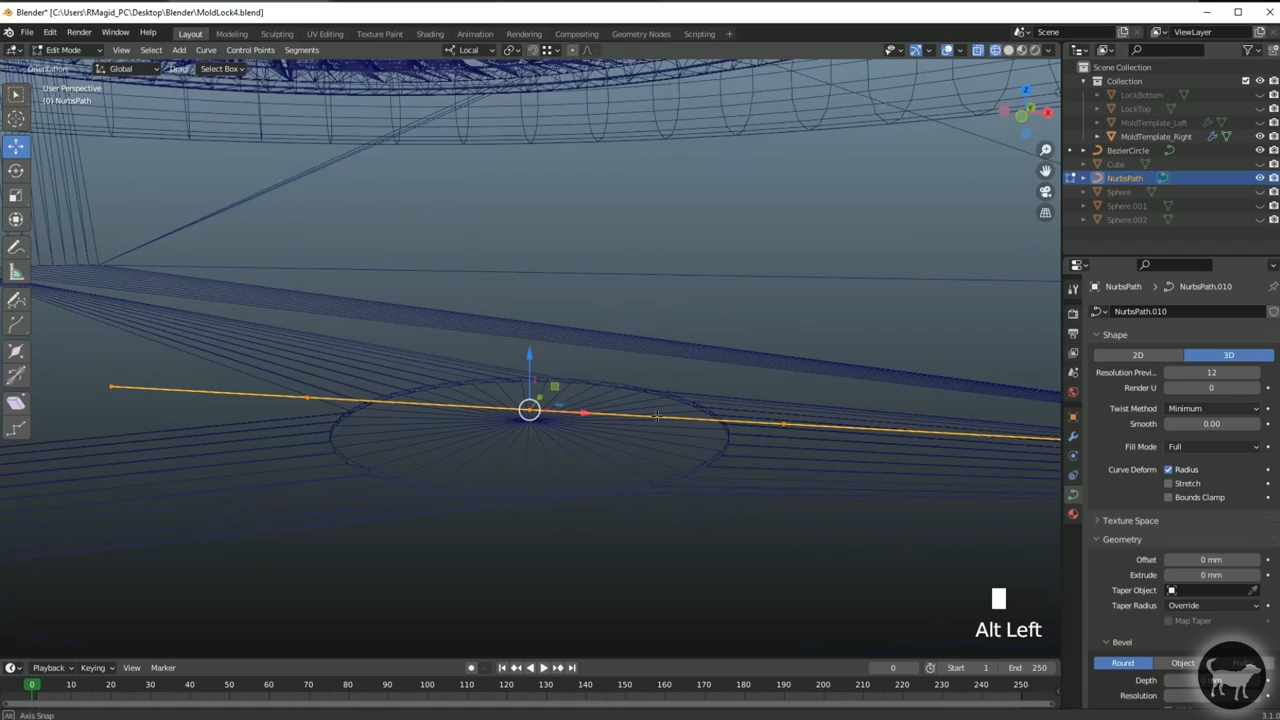 Blender* [C:\Users\RMagid_PC\Desktop\Blender\MoldLock4.blend]
File Edit Render Window Help Layout Modeling Sculpting UV Editing Texture Paint Shading Animation Rendering Compositing Geometry Nodes Scripting Scene ViewLayer
Edit Mode View Select Add Curve Control Points Segments Local
Orientation: Global Drag: Select Box
User Perspective
(0) NurbsPath
Z
Y
X
Scene Collection
Collection
LockBottom
LockTop
MoldTemplate_Left
MoldTemplate_Right
BezierCircle
Cube
NurbsPath
Sphere
Sphere.001
Sphere.002
NurbsPath > NurbsPath.010
NurbsPath.010
Shape
2D 3D
Resolution Previ... 12
Render U 0
Twist Method Minimum
Smooth 0.00
Fill Mode Full
Curve Deform Radius
Stretch
Bounds Clamp
Texture Space
Geometry
Offset 0 mm
Extrude 0 mm
Taper Object
Taper Radius Override
Map Taper
Bevel
Round Object
Depth
Resolution
Alt Left
Playback Keying View Marker 0 Start 1 End 250
0 10 20 30 40 50 60 70 80 90 100 110 120 130 140 150 160 170 180 190 200 210 220 230 240 250
Alt Axis Snap 3.1.0